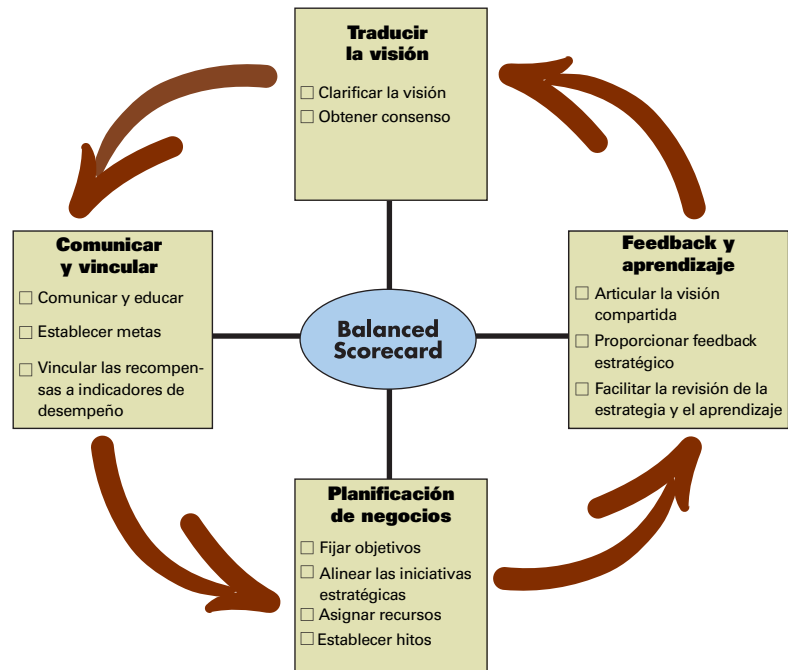 Traducir
la visión
☐ Clarificar la visión
☐ Obtener consenso
Comunicar
y vincular
☐ Comunicar y educar
☐ Establecer metas
☐ Vincular las recompen-
sas a indicadores de
desempeño
Balanced
Scorecard
Feedback y
aprendizaje
☐ Articular la visión
compartida
☐ Proporcionar feedback
estratégico
☐ Facilitar la revisión de la
estrategia y el aprendizaje
Planificación
de negocios
☐ Fijar objetivos
☐ Alinear las iniciativas
estratégicas
☐ Asignar recursos
☐ Establecer hitos